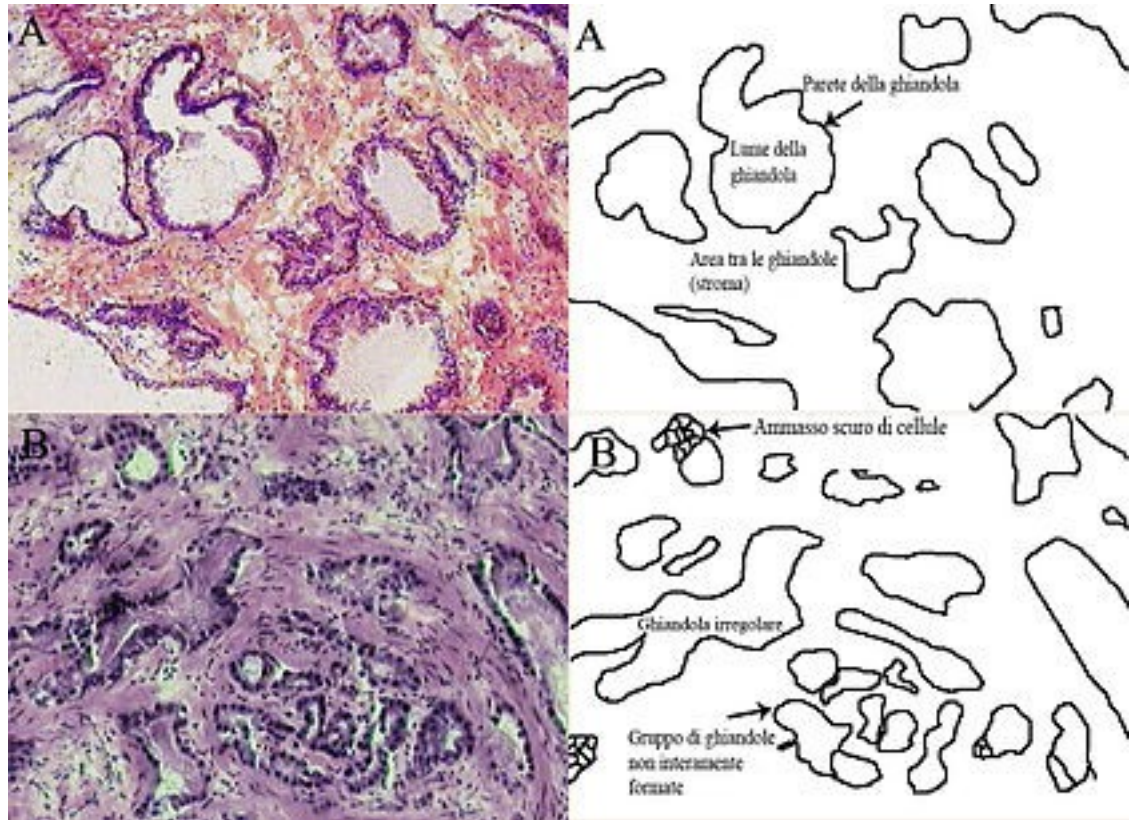 A
A
Parete della ghiandola
Lume della
ghiandola
Area tra le ghiandole
(stroma)
B
B
Ammasso scuro di cellule
Ghiandola irregolare
Gruppo di ghiandole
non interamente
formate